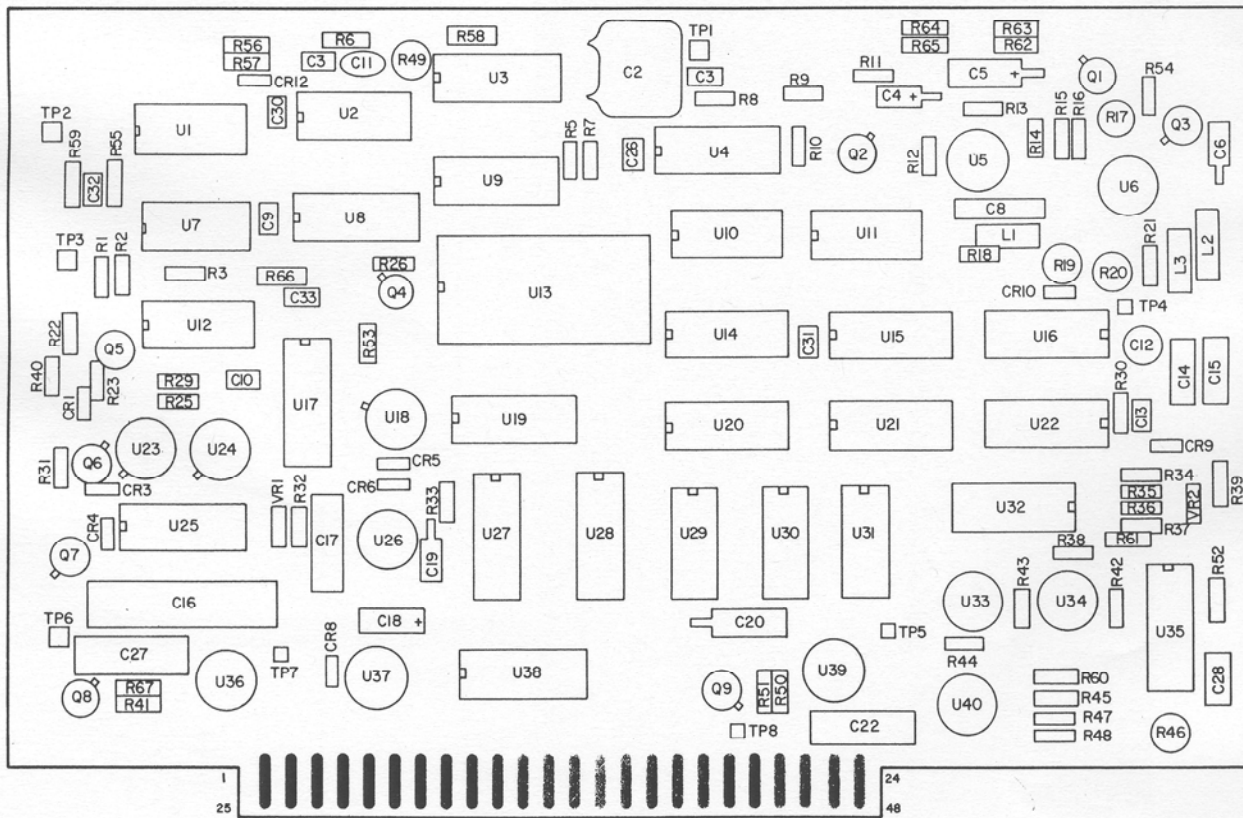 R56
R57
R6
C3
C11
R49
R58
CR12
U3
C2
TP1
C3
R8
R9
R11
C4 +
R64
R65
R63
R62
C5 +
Q1
R54
R13
R15
R16
R17
Q3
C6
TP2
U1
C30
U2
R59
C32
R55
R5
R7
C26
U4
R10
Q2
R12
U5
R14
U6
U9
U7
C9
U8
U10
U11
C8
L1
R18
R19
R20
R21
L3
L2
TP3
R1
R2
R3
R66
C33
R26
Q4
U13
CR10
TP4
R22
Q5
U12
R53
U14
C31
U15
U16
C12
C14
C15
R40
CR1
R23
R29
R25
C10
U17
U18
U19
U20
U21
U22
R30
C13
CR9
R31
Q6
U23
U24
CR5
CR6
CR3
VR1
R32
R33
R34
R35
R36
R37
VR2
R39
CR4
U25
C17
U26
C19
U27
U28
U29
U30
U31
U32
R61
R38
Q7
C16
C18 +
C20
TP5
U33
R43
U34
R42
U35
R52
TP6
C27
TP7
CR8
R44
Q8
R67
R41
U36
U37
U38
Q9
R51
R50
U39
U40
R60
R45
R47
R48
C28
R46
TP8
C22
1
24
25
48